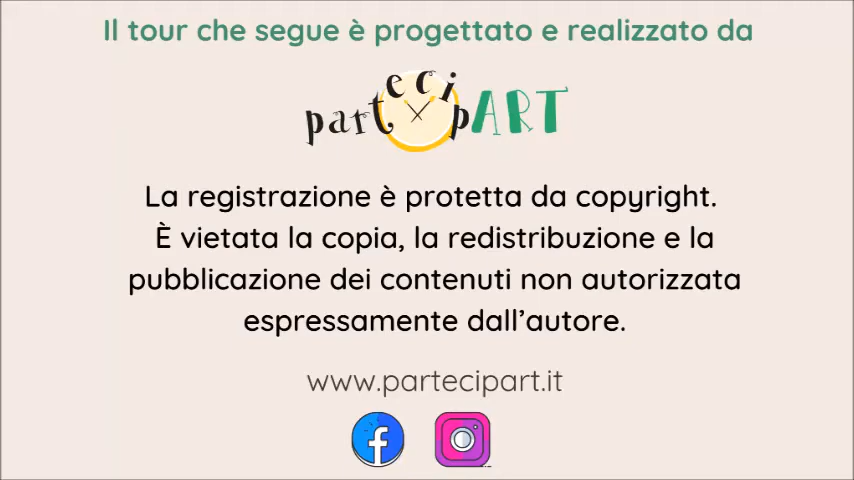 Il tour che segue è progettato e realizzato da
partecipART
La registrazione è protetta da copyright.
È vietata la copia, la redistribuzione e la
pubblicazione dei contenuti non autorizzata
espressamente dall’autore.
www.partecipart.it